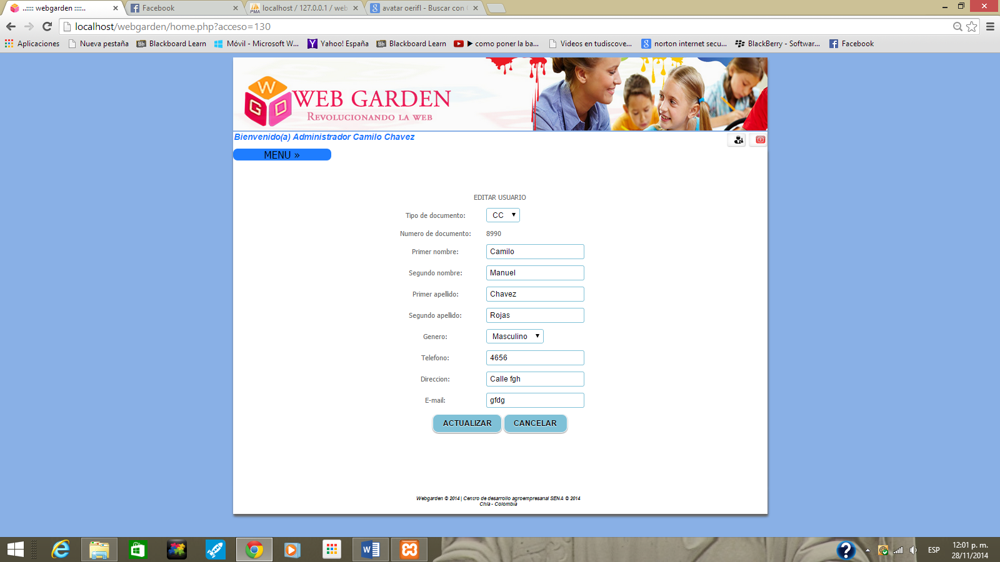 ..:::: webgarden ::::..
Facebook
localhost / 127.0.0.1 / web
avatar oerifl - Buscar con
localhost/webgarden/home.php?acceso=130
Aplicaciones
Nueva pestaña
Blackboard Learn
Móvil - Microsoft W...
Yahoo! España
Blackboard Learn
▶ como poner la ba...
Videos en tudiscove...
norton internet secu...
BlackBerry - Softwar...
Facebook
W G D
WEB GARDEN
REVOLUCIONANDO LA WEB
Bienvenido(a) Administrador Camilo Chavez
MENU »
EDITAR USUARIO
Tipo de documento: CC
Numero de documento: 8990
Primer nombre: Camilo
Segundo nombre: Manuel
Primer apellido: Chavez
Segundo apellido: Rojas
Genero: Masculino
Telefono: 4656
Direccion: Calle fgh
E-mail: gfdg
ACTUALIZAR CANCELAR
Webgarden © 2014 | Centro de desarrollo agroempresarial SENA © 2014
Chía - Colombia
ESP
12:01 p. m.
28/11/2014